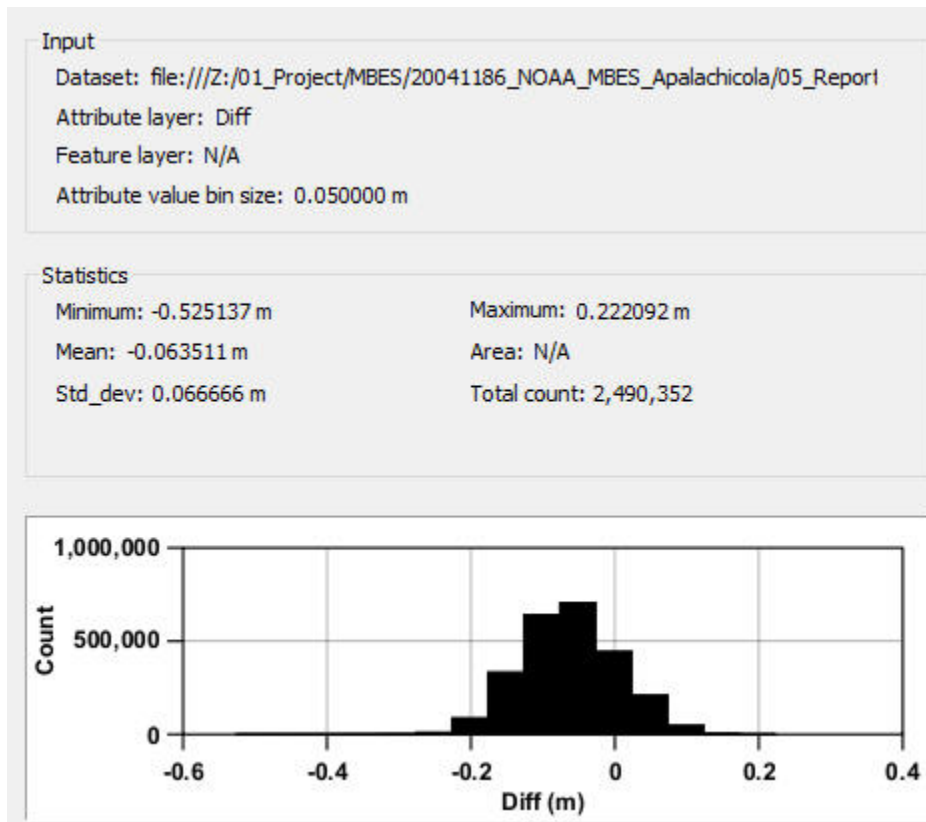 Input
Dataset: file:///Z:/01_Project/MBES/20041186_NOAA_MBES_Apalachicola/05_Report
Attribute layer: Diff
Feature layer: N/A
Attribute value bin size: 0.050000 m
Statistics
Minimum: -0.525137 m Maximum: 0.222092 m
Mean: -0.063511 m Area: N/A
Std_dev: 0.066666 m Total count: 2,490,352
1,000,000
Count
500,000
0
-0.6 -0.4 -0.2 0 0.2 0.4
Diff (m)